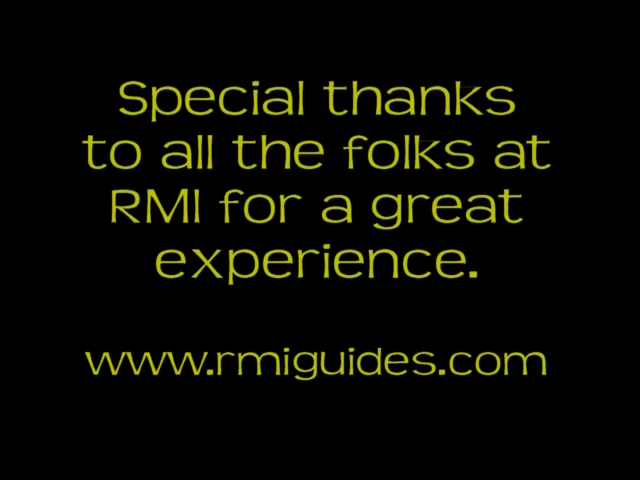 Special thanks
to all the folks at
RMI for a great
experience.
www.rmiguides.com